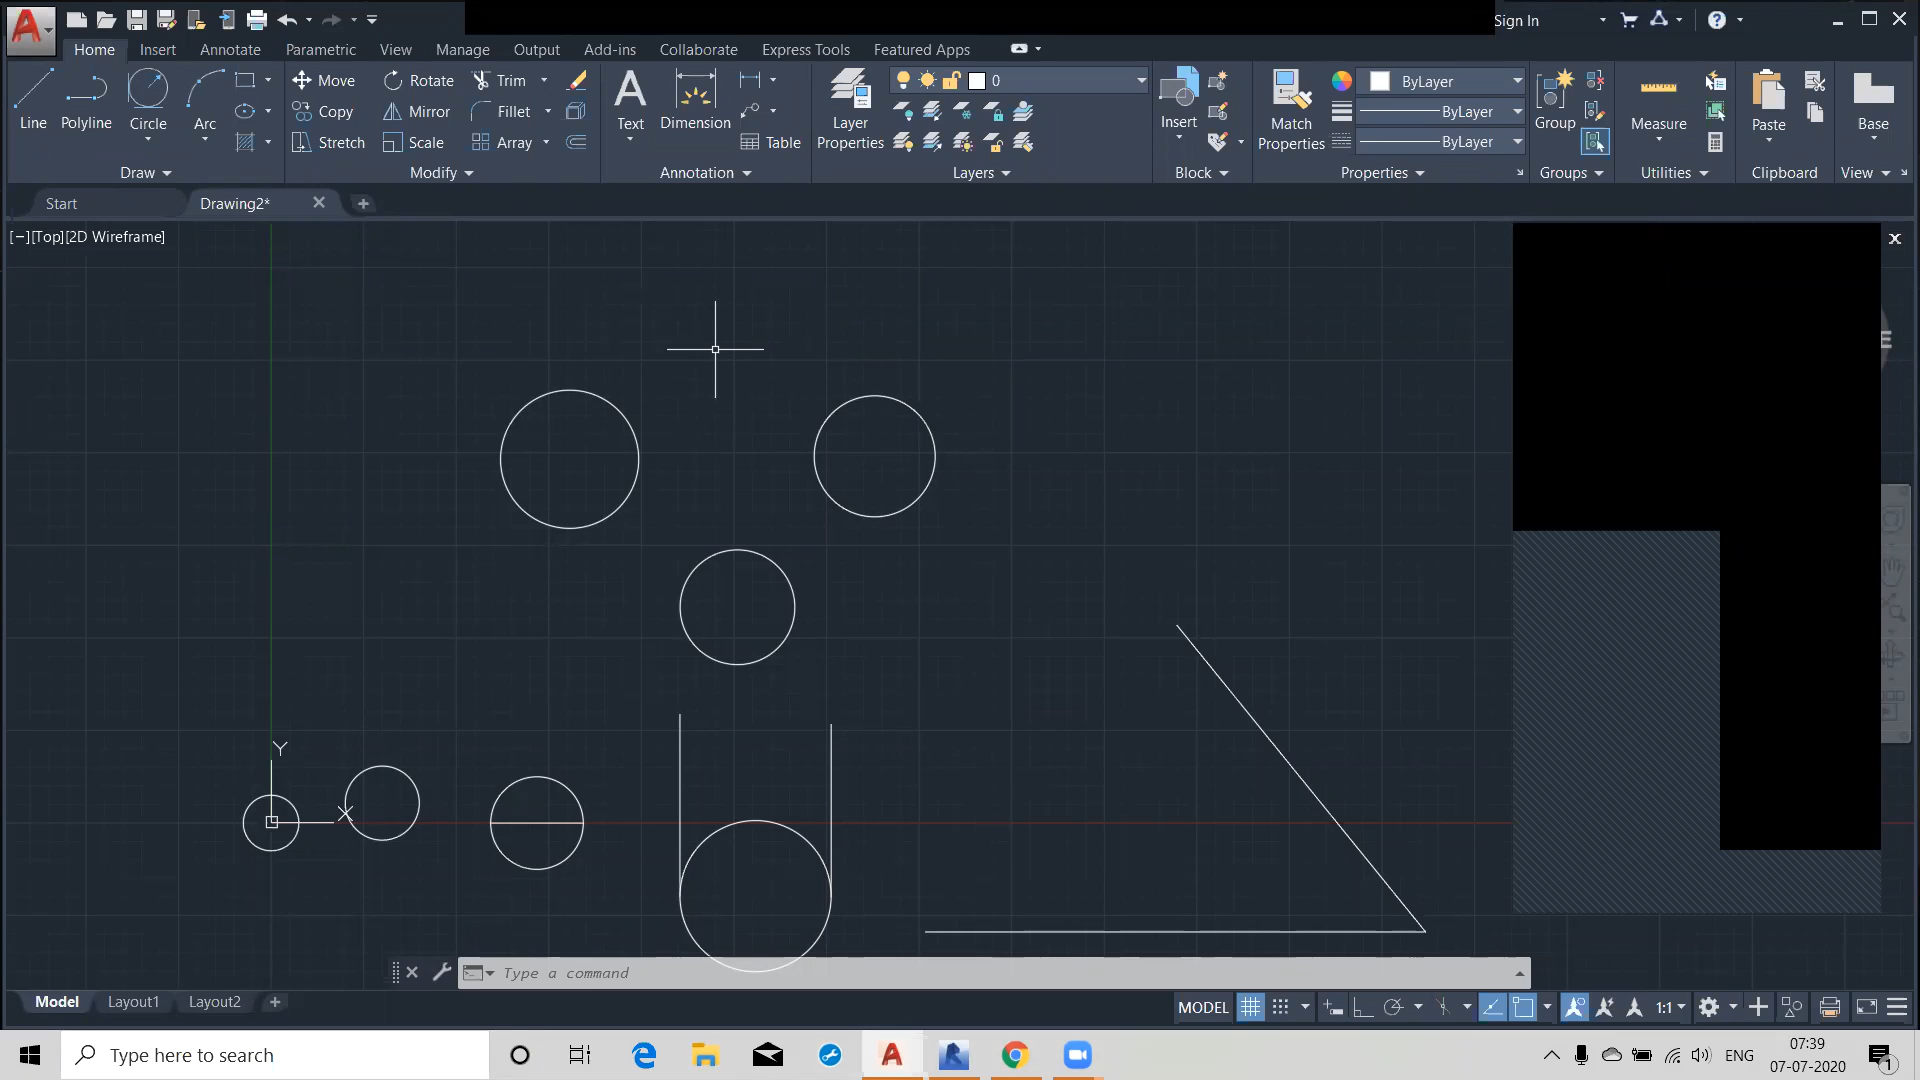 Sign In
Home Insert Annotate Parametric View Manage Output Add-ins Collaborate Express Tools Featured Apps
Move Rotate Trim
0
ByLayer
Copy Mirror Fillet
ByLayer
Line Polyline Circle Arc
Text Dimension
Layer
Properties
Insert
Match
Properties
Group Measure Paste Base
Stretch Scale Array
Table
ByLayer
Draw Modify Annotation Layers Block Properties Groups Utilities Clipboard View
Start Drawing2*
[−][Top][2D Wireframe]
E
Y
X
Type a command
Model Layout1 Layout2
MODEL 1:1
Type here to search
ENG
07:39
07-07-2020
1